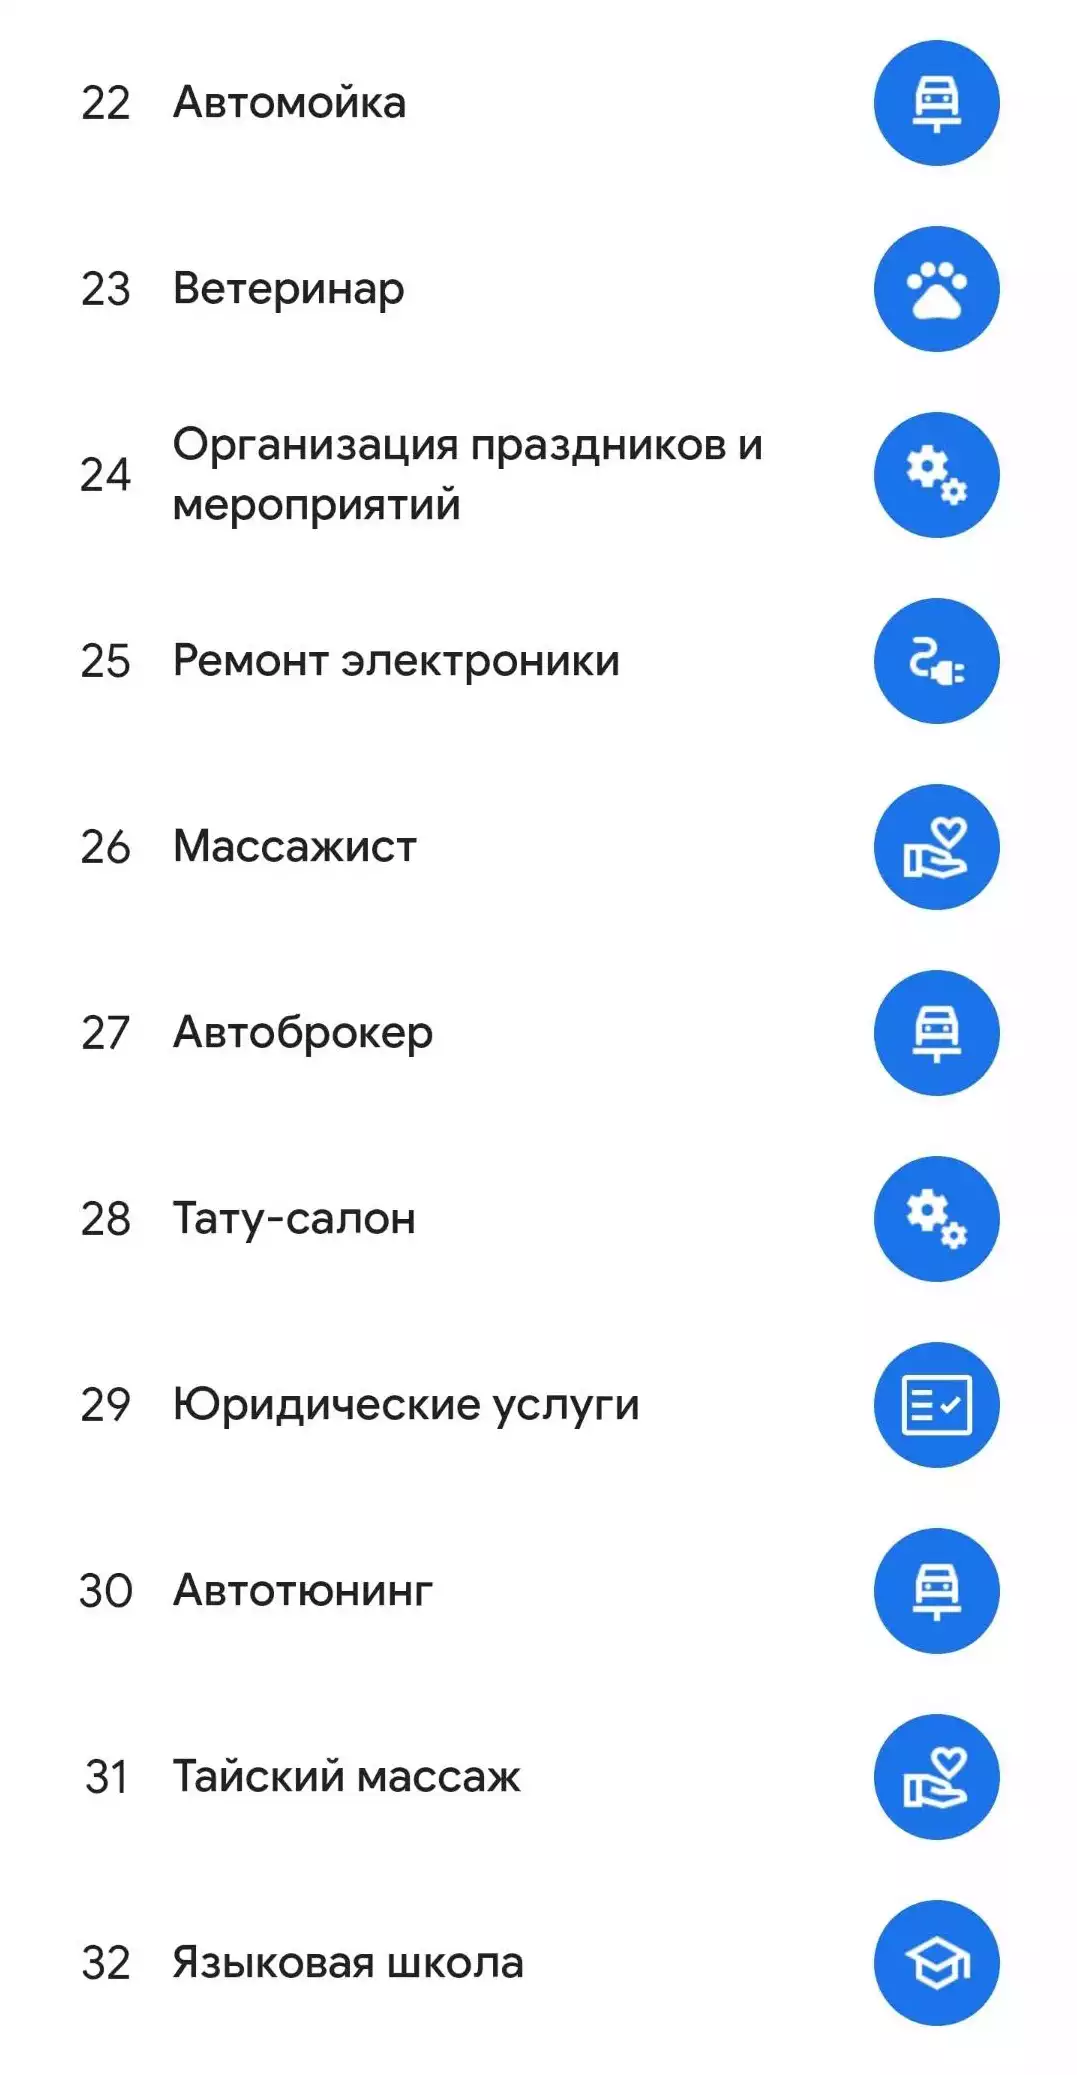 22 Автомойка
23 Ветеринар
24 Организация праздников и
мероприятий
25 Ремонт электроники
26 Массажист
27 Автоброкер
28 Тату-салон
29 Юридические услуги
30 Автотюнинг
31 Тайский массаж
32 Языковая школа